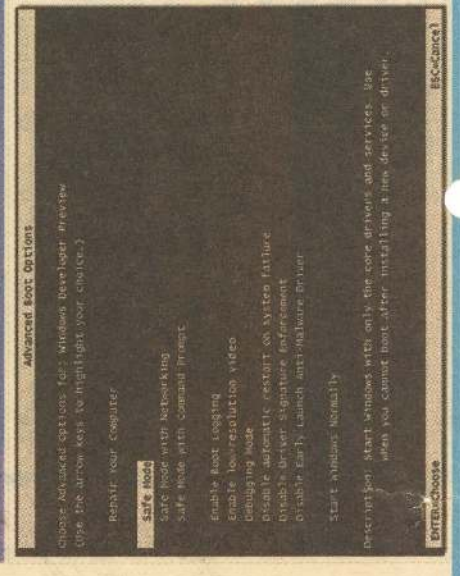 Advanced Boot Options
Choose Advanced Options for: Windows Developer Preview
(Use the arrow keys to highlight your choice.)
Repair Your Computer
Safe Mode
Safe Mode with Networking
Safe Mode with Command Prompt
Enable Boot Logging
Enable low-resolution video
Debugging Mode
Disable automatic restart on system failure
Disable Driver Signature Enforcement
Disable Early Launch Anti-Malware Driver
Start Windows Normally
Description: Start Windows with only the core drivers and services. Use
when you cannot boot after installing a new device or driver.
ENTER=Choose
ESC=Cancel